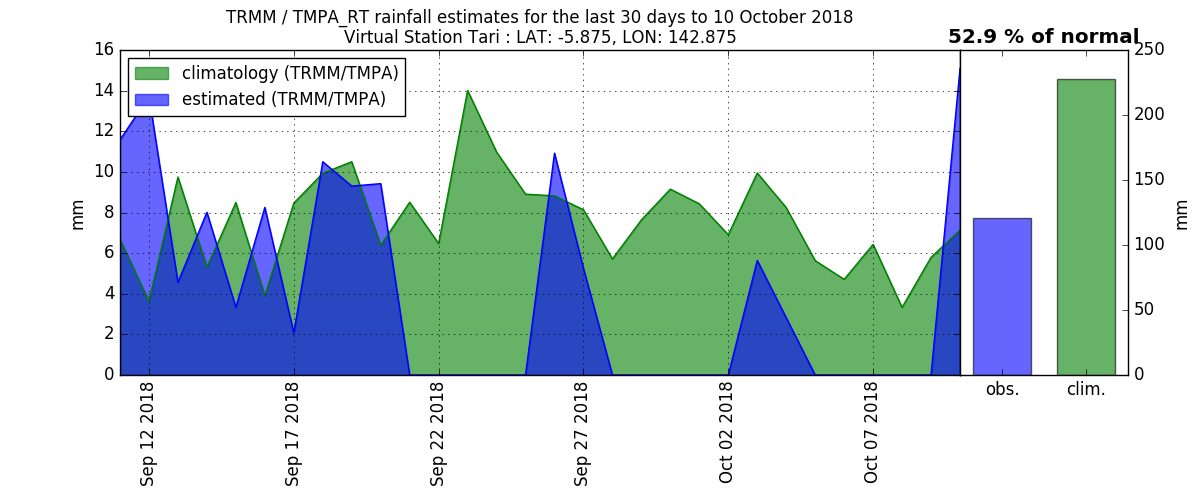 TRMM / TMPA_RT rainfall estimates for the last 30 days to 10 October 2018
Virtual Station Tari : LAT: -5.875, LON: 142.875
52.9 % of normal
climatology (TRMM/TMPA)
estimated (TRMM/TMPA)
16
14
12
10
8
6
4
2
0
mm
Sep 12 2018
Sep 17 2018
Sep 22 2018
Sep 27 2018
Oct 02 2018
Oct 07 2018
obs.
clim.
250
200
150
100
50
0
mm